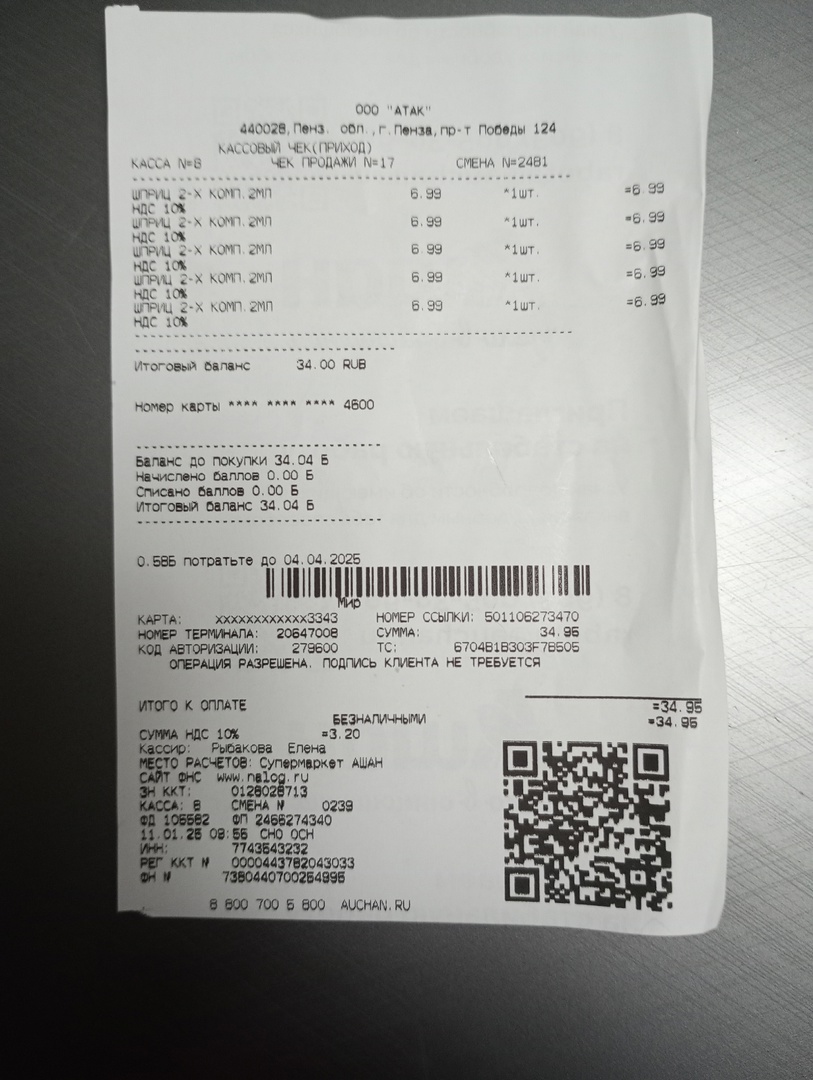 ООО "АТАК"
440028, Пенз. обл., г.Пенза, пр-т Победы 124
КАССОВЫЙ ЧЕК(ПРИХОД)
КАССА N=8 ЧЕК ПРОДАЖИ N=17 СМЕНА N=2481
ШПРИЦ 2-Х КОМП.2МЛ 6.99 *1шт. =6.99
НДС 10%
ШПРИЦ 2-Х КОМП.2МЛ 6.99 *1шт. =6.99
НДС 10%
ШПРИЦ 2-Х КОМП.2МЛ 6.99 *1шт. =6.99
НДС 10%
ШПРИЦ 2-Х КОМП.2МЛ 6.99 *1шт. =6.99
НДС 10%
ШПРИЦ 2-Х КОМП.2МЛ 6.99 *1шт. =6.99
НДС 10%
Итоговый баланс 34.00 RUB
Номер карты **** **** **** 4600
Баланс до покупки 34.04 Б
Начислено баллов 0.00 Б
Списано баллов 0.00 Б
Итоговый баланс 34.04 Б
0.58Б потратьте до 04.04.2025
Мир
КАРТА: XXXXXXXXXXXX3343 НОМЕР ССЫЛКИ: 501106273470
НОМЕР ТЕРМИНАЛА: 20647008 СУММА: 34.95
КОД АВТОРИЗАЦИИ: 279600 ТС: 6704B1B303F7B505
ОПЕРАЦИЯ РАЗРЕШЕНА. ПОДПИСЬ КЛИЕНТА НЕ ТРЕБУЕТСЯ
ИТОГО К ОПЛАТЕ =34.95
БЕЗНАЛИЧНЫМИ =34.95
СУММА НДС 10% =3.20
Кассир: Рыбакова Елена
МЕСТО РАСЧЕТОВ: Супермаркет АШАН
САЙТ ФНС www.nalog.ru
ЗН ККТ: 0128028713
КАССА: 8 СМЕНА № 0239
ФД 105582 ФП 2466274340
11.01.25 08:55 СНО ОСН
ИНН: 7743543232
РЕГ ККТ № 0000443782043033
ФН № 7380440700254995
8 800 700 5 800 AUCHAN.RU